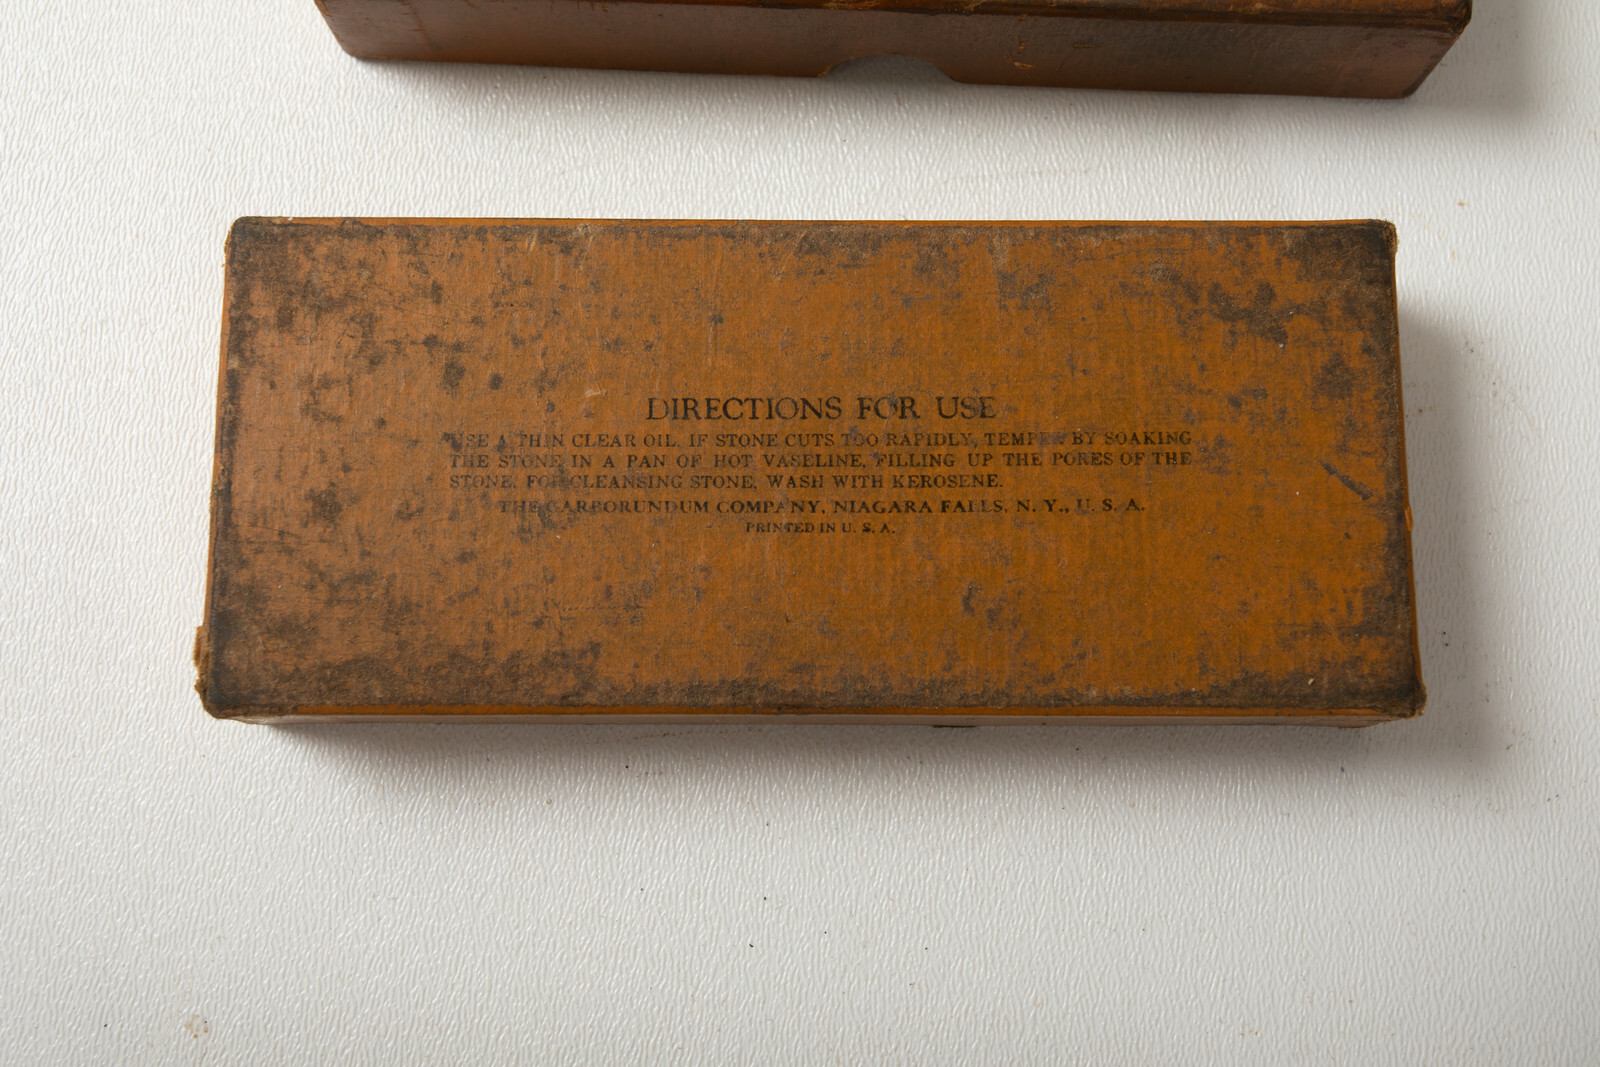 DIRECTIONS FOR USE
USE A THIN CLEAR OIL. IF STONE CUTS TOO RAPIDLY, TEMPER BY SOAKING
THE STONE IN A PAN OF HOT VASELINE, FILLING UP THE PORES OF THE
STONE. FOR CLEANSING STONE, WASH WITH KEROSENE.
THE CARBORUNDUM COMPANY, NIAGARA FALLS, N. Y., U. S. A.
PRINTED IN U. S. A.